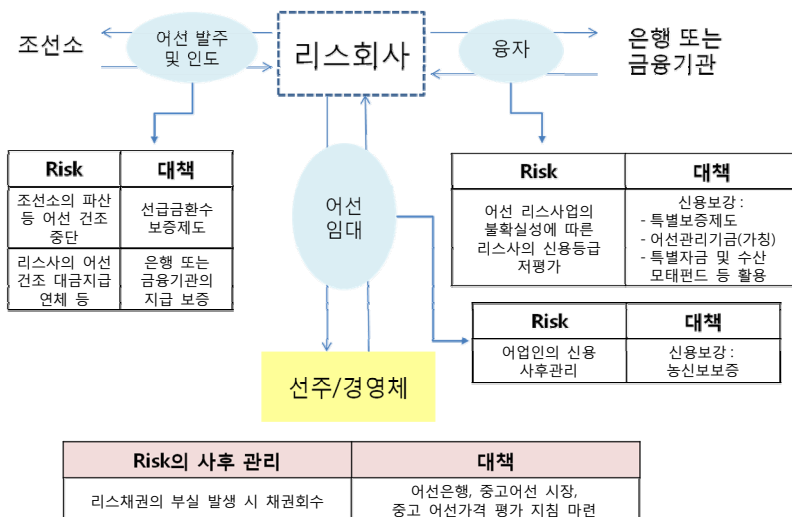 조선소
어선 발주
및 인도
리스회사
융자
은행 또는
금융기관
Risk
대책
조선소의 파산
등 어선 건조
중단
선급금환수
보증제도
리스사의 어선
건조 대금지급
연체 등
은행 또는
금융기관의
지급 보증
어선
임대
Risk
대책
어선 리스사업의
불확실성에 따른
리스사의 신용등급
저평가
신용보강 :
- 특별보증제도
- 어선관리기금(가칭)
- 특별자금 및 수산
모태펀드 등 활용
Risk
대책
어업인의 신용
사후관리
신용보강 :
농신보보증
선주/경영체
Risk의 사후 관리
대책
리스채권의 부실 발생 시 채권회수
어선은행, 중고어선 시장,
중고 어선가격 평가 지침 마련